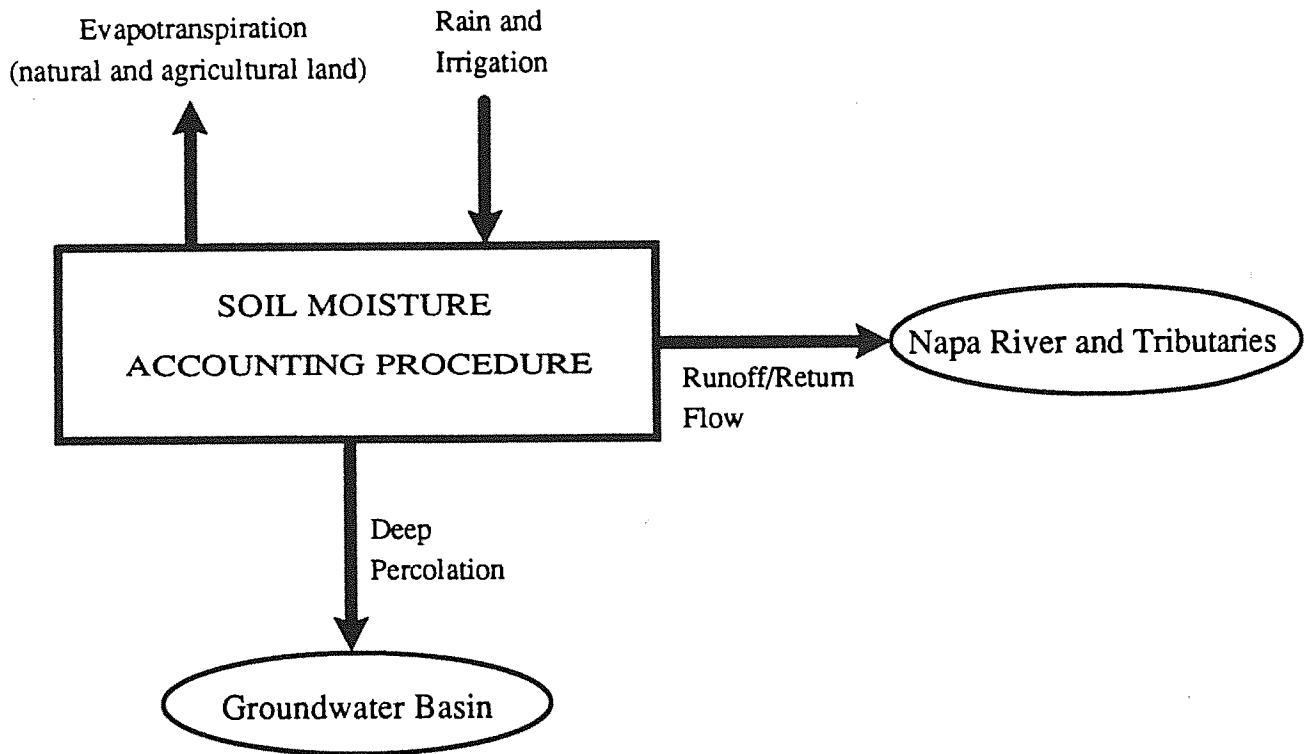 Evapotranspiration
(natural and agricultural land)
Rain and
Irrigation
SOIL MOISTURE
ACCOUNTING PROCEDURE
Runoff/Return
Flow
Napa River and Tributaries
Deep
Percolation
Groundwater Basin